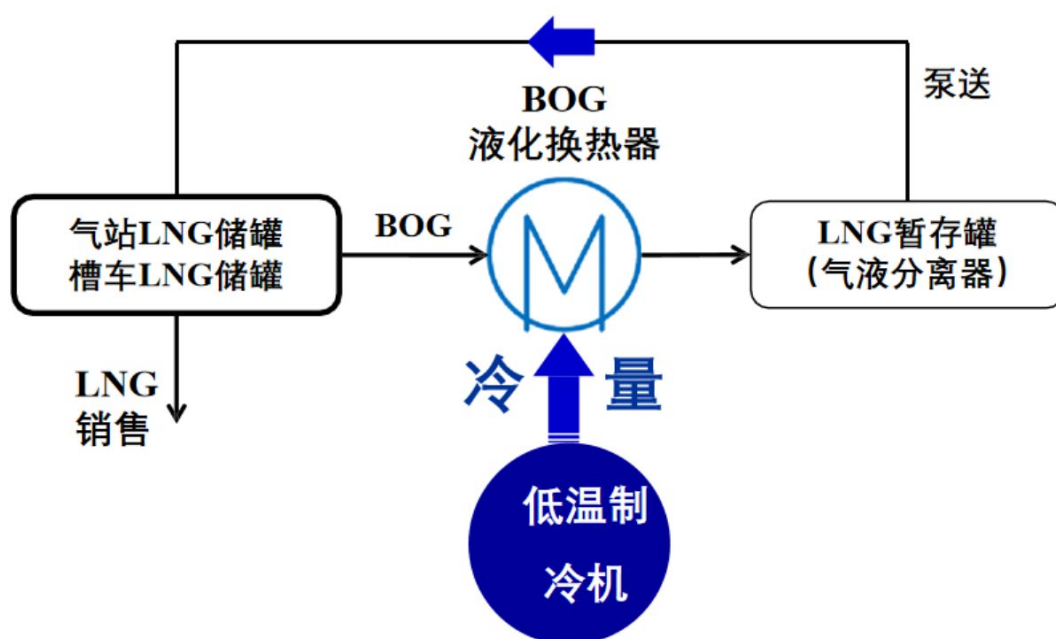 泵送
BOG
液化换热器
气站LNG储罐
槽车LNG储罐
BOG
LNG暂存罐
(气液分离器)
冷 量
LNG
销售
低温制
冷机